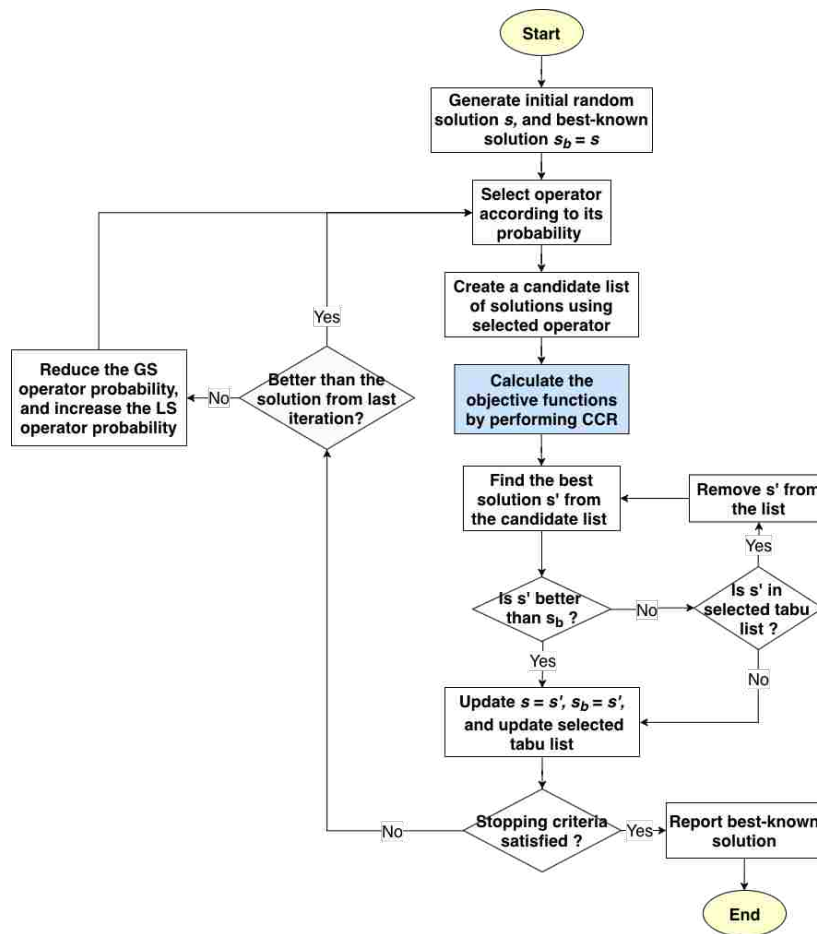 Start
Generate initial random
solution s, and best-known
solution sb = s
Select operator
according to its
probability
Create a candidate list
of solutions using
selected operator
Yes
Reduce the GS
operator probability,
and increase the LS
operator probability
No
Better than the
solution from last
iteration?
Calculate the
objective functions
by performing CCR
Find the best
solution s' from
the candidate list
Remove s' from
the list
Yes
Is s' better
than sb ?
No
Is s' in
selected tabu
list ?
Yes
No
Update s = s', sb = s',
and update selected
tabu list
No
Stopping criteria
satisfied ?
Yes
Report best-known
solution
End